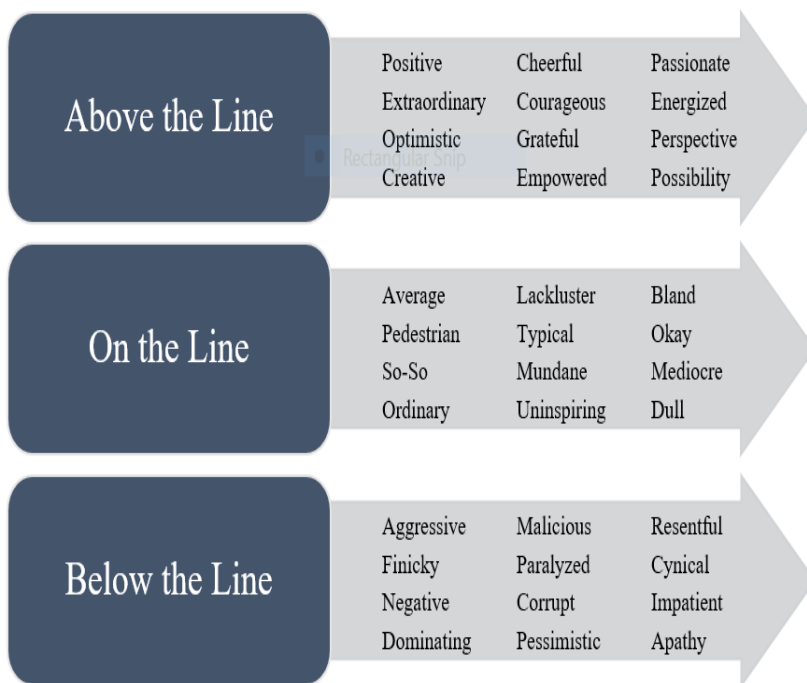 Above the Line
Positive Cheerful Passionate
Extraordinary Courageous Energized
Optimistic Grateful Perspective
Rectangular Snip
Creative Empowered Possibility
On the Line
Average Lackluster Bland
Pedestrian Typical Okay
So-So Mundane Mediocre
Ordinary Uninspiring Dull
Below the Line
Aggressive Malicious Resentful
Finicky Paralyzed Cynical
Negative Corrupt Impatient
Dominating Pessimistic Apathy